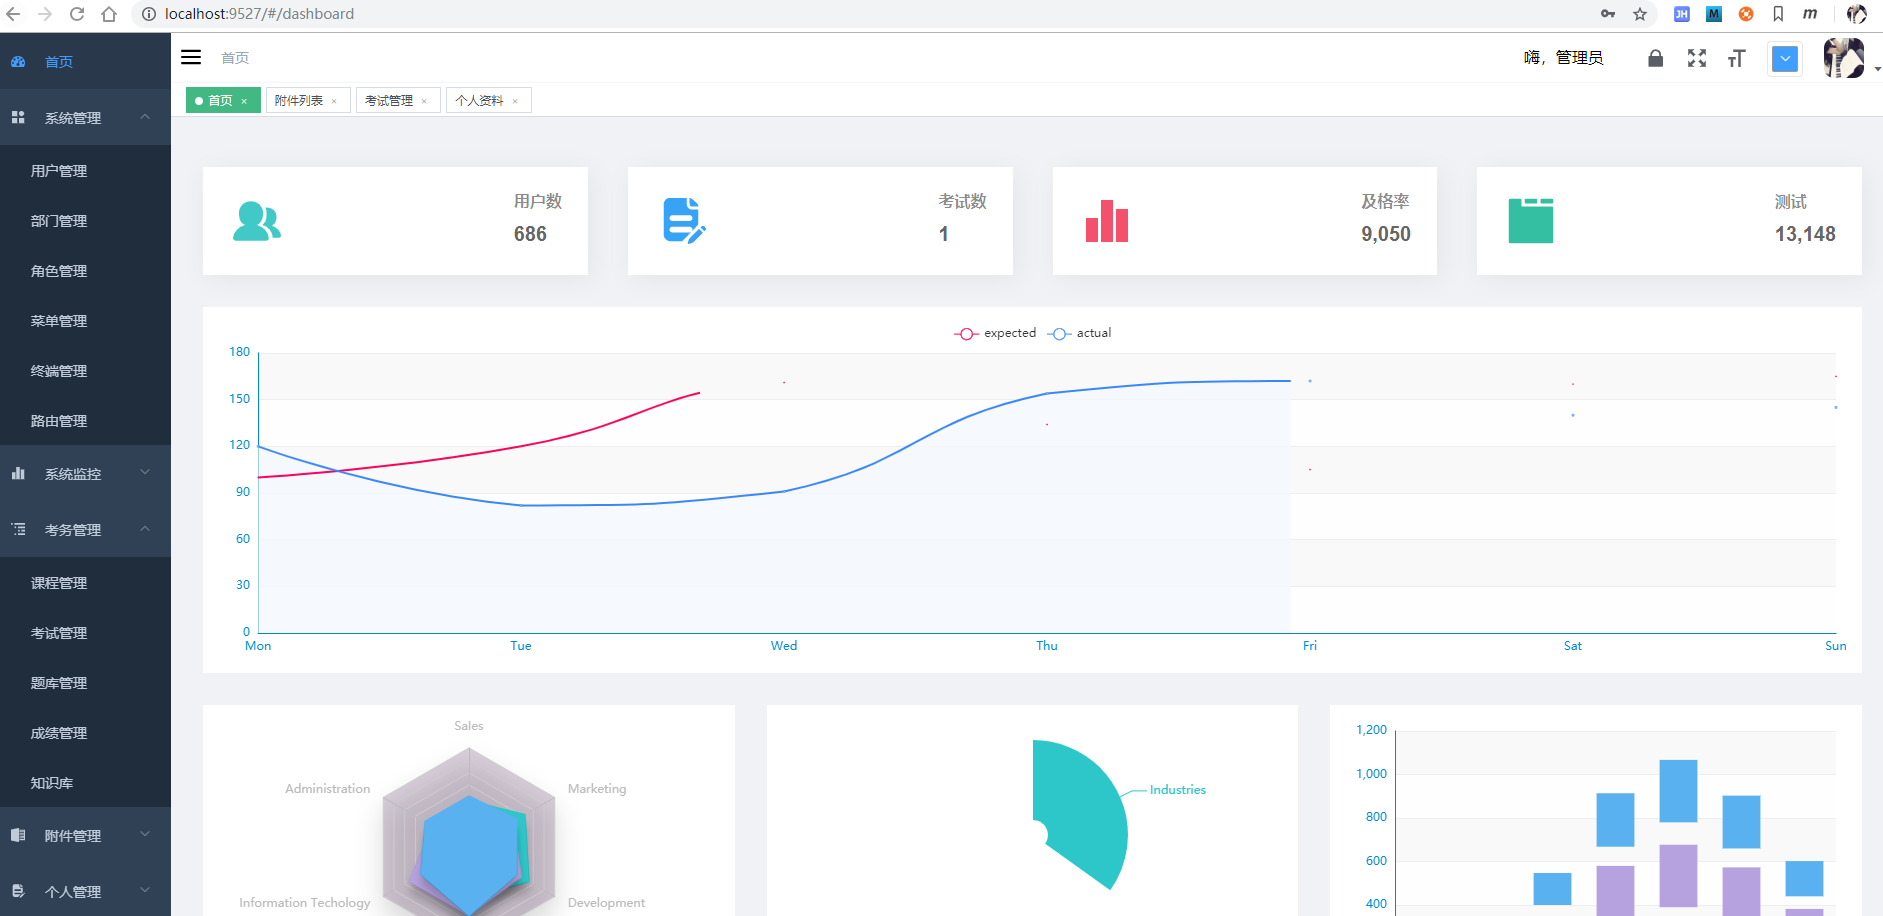 localhost:9527/#/dashboard
JH
M
m
首页
系统管理
用户管理
部门管理
角色管理
菜单管理
终端管理
路由管理
系统监控
考务管理
课程管理
考试管理
题库管理
成绩管理
知识库
附件管理
个人管理
首页
嗨，管理员
首页 ×
附件列表 ×
考试管理 ×
个人资料 ×
用户数
686
考试数
1
及格率
9,050
测试
13,148
expected
actual
180
150
120
90
60
30
0
Mon
Tue
Wed
Thu
Fri
Sat
Sun
Sales
Administration
Marketing
Information Techology
Development
Industries
1,200
1,000
800
600
400